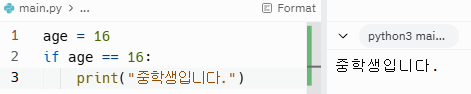 main.py > ...
Format
1 age = 16
2 if age == 16:
3 print("중학생입니다.")
python3 mai...
중학생입니다.